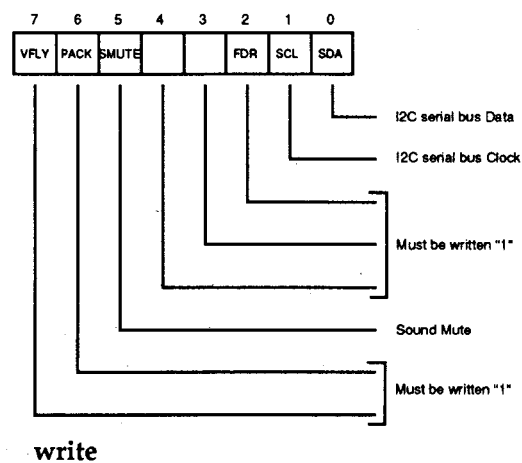 7 6 5 4 3 2 1 0
VFLY PACK SMUTE FDR SCL SDA
I2C serial bus Data
I2C serial bus Clock
Must be written "1"
Sound Mute
Must be written "1"
write